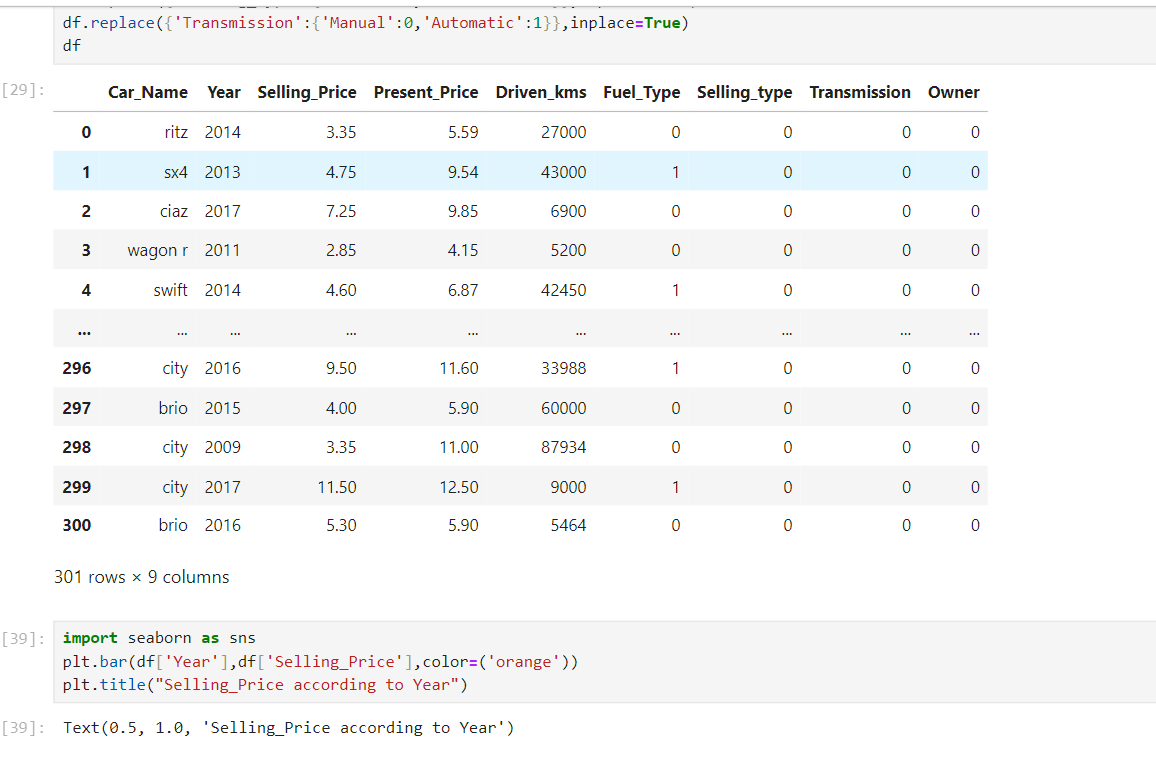 df.replace({'Transmission':{'Manual':0,'Automatic':1}},inplace=True)
df
[29]:
Car_Name Year Selling_Price Present_Price Driven_kms Fuel_Type Selling_type Transmission Owner
0 ritz 2014 3.35 5.59 27000 0 0 0 0
1 sx4 2013 4.75 9.54 43000 1 0 0 0
2 ciaz 2017 7.25 9.85 6900 0 0 0 0
3 wagon r 2011 2.85 4.15 5200 0 0 0 0
4 swift 2014 4.60 6.87 42450 1 0 0 0
... ... ... ... ... ... ... ... ... ...
296 city 2016 9.50 11.60 33988 1 0 0 0
297 brio 2015 4.00 5.90 60000 0 0 0 0
298 city 2009 3.35 11.00 87934 0 0 0 0
299 city 2017 11.50 12.50 9000 1 0 0 0
300 brio 2016 5.30 5.90 5464 0 0 0 0
301 rows × 9 columns
[39]: import seaborn as sns
plt.bar(df['Year'],df['Selling_Price'],color=('orange'))
plt.title("Selling_Price according to Year")
[39]: Text(0.5, 1.0, 'Selling_Price according to Year')